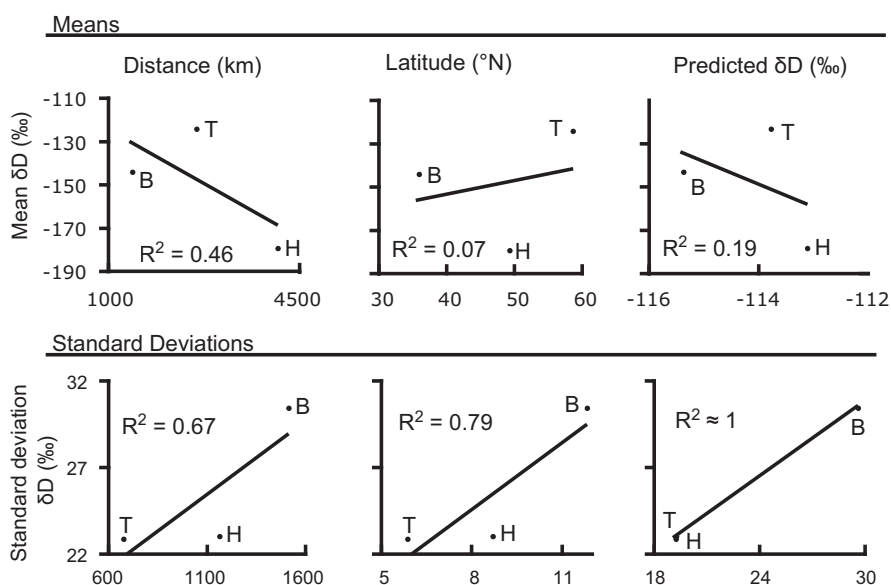 Means
Distance (km) Latitude (°N) Predicted δD (‰)
Mean δD (‰)
-110
-130
-150
-170
-190
T
B
H
R² = 0.46
1000 4500
T
B
H
R² = 0.07
30 40 50 60
T
B
H
R² = 0.19
-116 -114 -112
Standard Deviations
Standard deviation
δD (‰)
32
27
22
R² = 0.67
B
T
H
600 1100 1600
R² = 0.79
B
T
H
5 8 11
R² ≈ 1
B
T
H
18 24 30